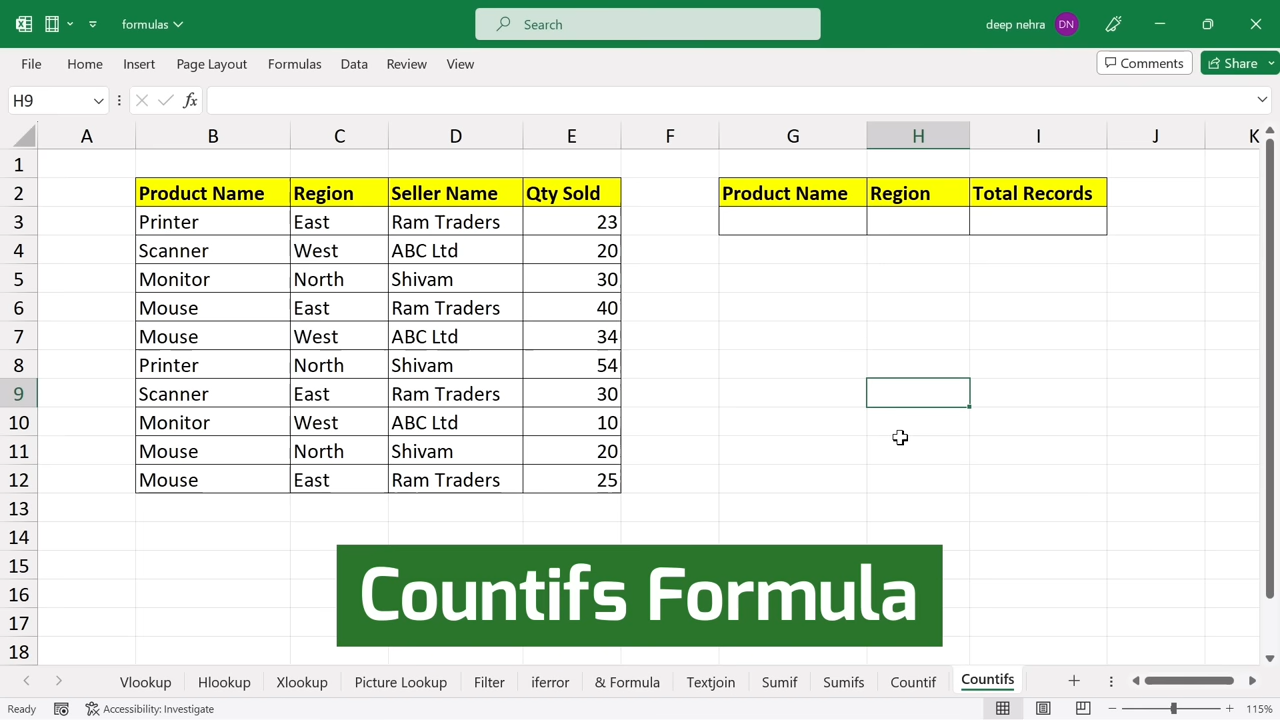 formulas
Search
deep nehra DN
File Home Insert Page Layout Formulas Data Review View
Comments Share
H9 fx
A B C D E F G H I J K
1
2 Product Name Region Seller Name Qty Sold Product Name Region Total Records
3 Printer East Ram Traders 23
4 Scanner West ABC Ltd 20
5 Monitor North Shivam 30
6 Mouse East Ram Traders 40
7 Mouse West ABC Ltd 34
8 Printer North Shivam 54
9 Scanner East Ram Traders 30
10 Monitor West ABC Ltd 10
11 Mouse North Shivam 20
12 Mouse East Ram Traders 25
13
14
15
16
17
18
Countifs Formula
Vlookup Hlookup Xlookup Picture Lookup Filter iferror & Formula Textjoin Sumif Sumifs Countif Countifs
Ready Accessibility: Investigate 115%